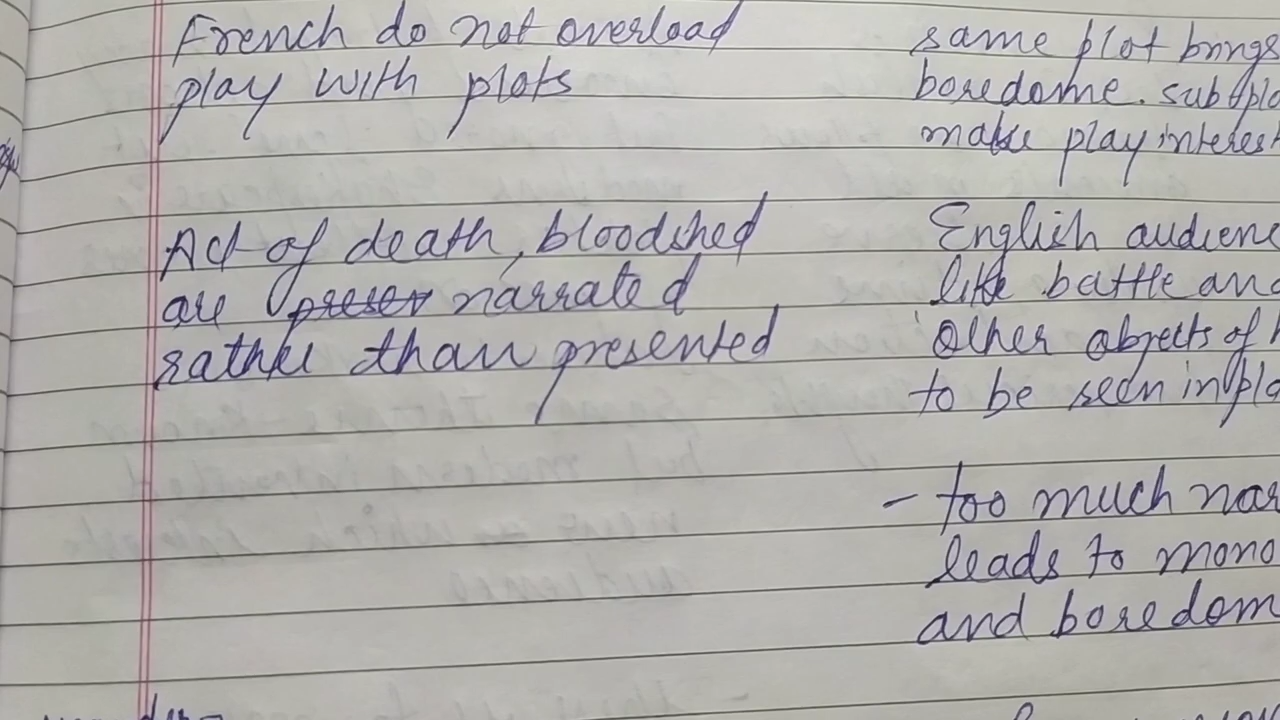 French do not overload
play with plots
Act of death, bloodshed
are preser narrated
rather than presented
same plot brings
boredome. subpl
make play interest
English audienc
like battle and
other objects of h
to be seen in pla
- too much nar
leads to mono
and boredom